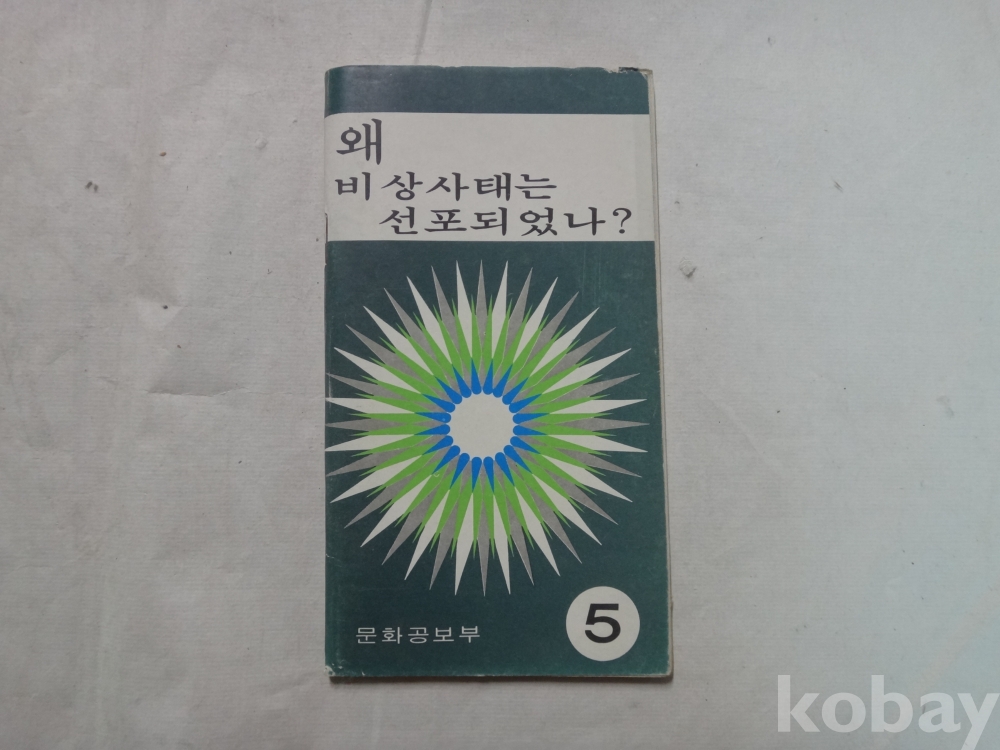 왜
비상사태는
선포되었나?
문화공보부
5
kobay